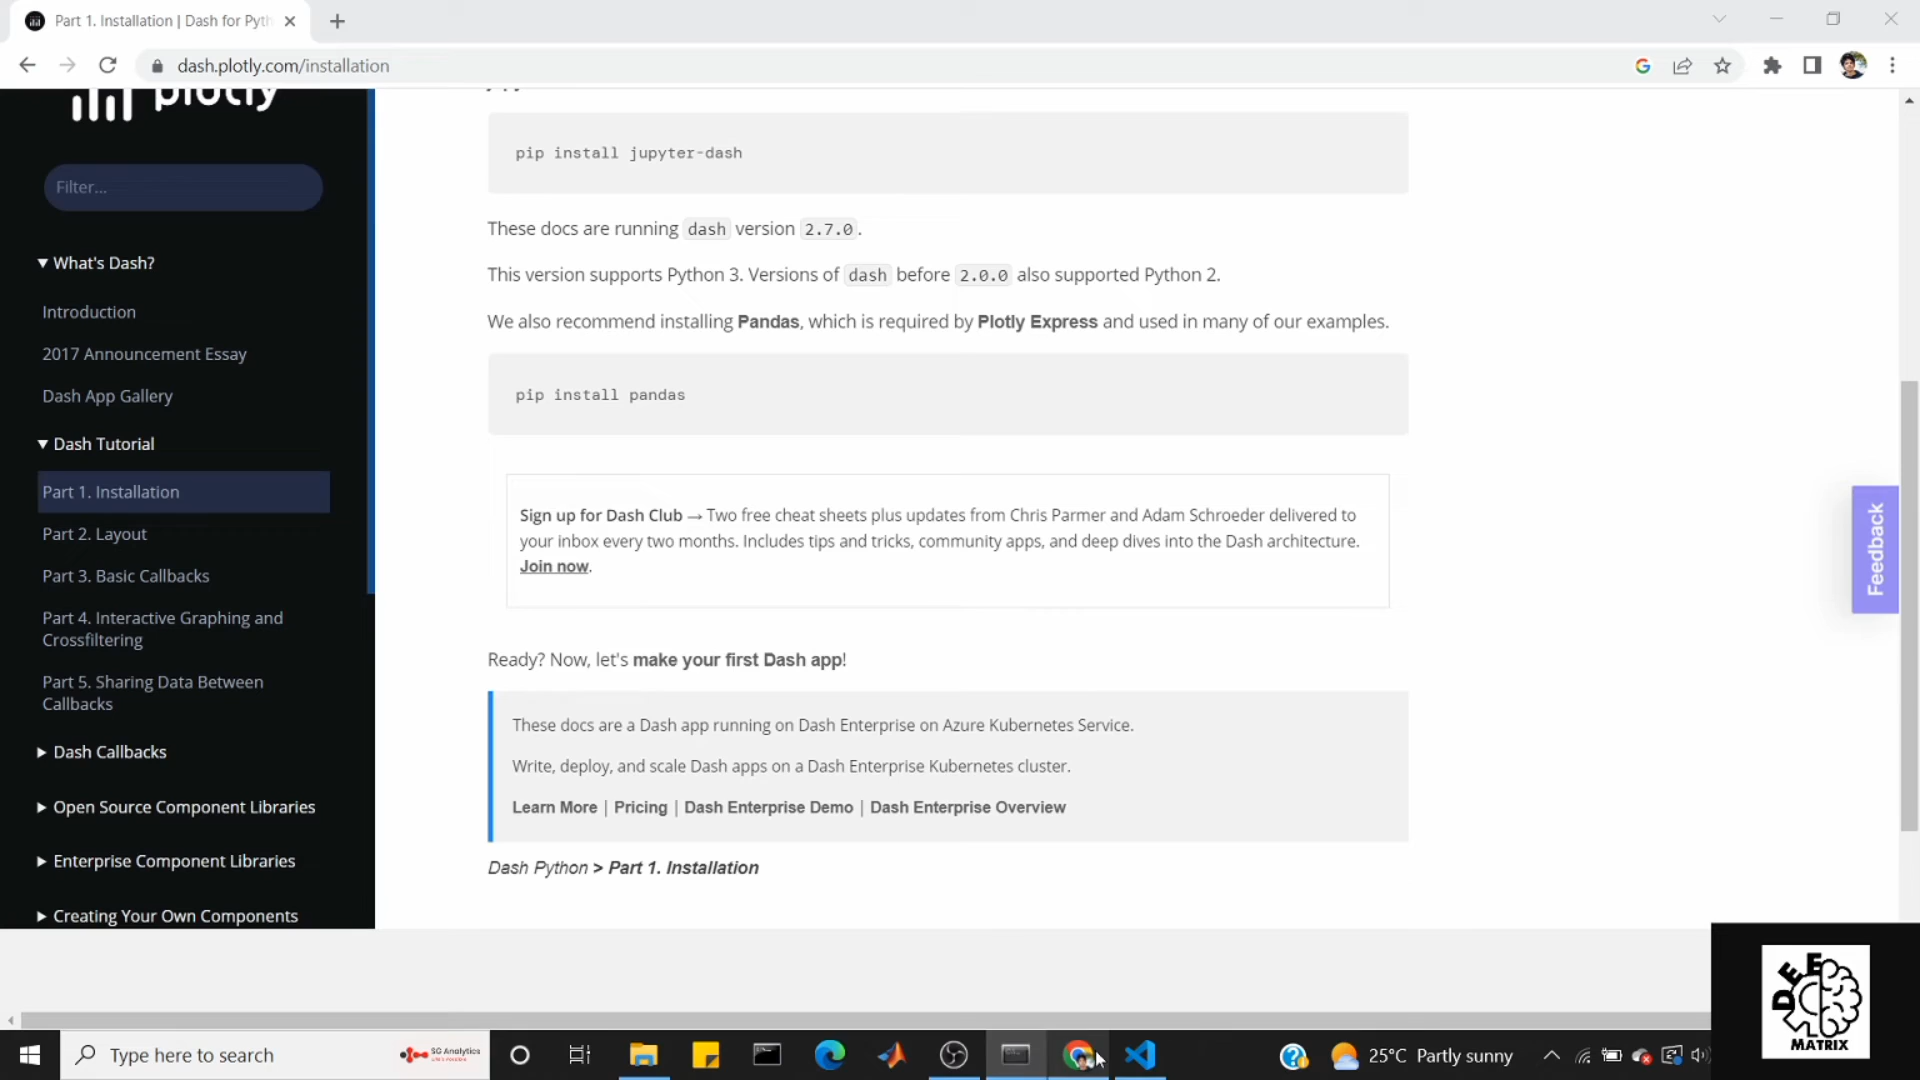 Part 1. Installation | Dash for Pyth
dash.plotly.com/installation
plotly
Filter...
What's Dash?
Introduction
2017 Announcement Essay
Dash App Gallery
Dash Tutorial
Part 1. Installation
Part 2. Layout
Part 3. Basic Callbacks
Part 4. Interactive Graphing and
Crossfiltering
Part 5. Sharing Data Between
Callbacks
Dash Callbacks
Open Source Component Libraries
Enterprise Component Libraries
Creating Your Own Components
pip install jupyter-dash
These docs are running dash version 2.7.0.
This version supports Python 3. Versions of dash before 2.0.0 also supported Python 2.
We also recommend installing Pandas, which is required by Plotly Express and used in many of our examples.
pip install pandas
Sign up for Dash Club → Two free cheat sheets plus updates from Chris Parmer and Adam Schroeder delivered to
your inbox every two months. Includes tips and tricks, community apps, and deep dives into the Dash architecture.
Join now.
Ready? Now, let's make your first Dash app!
These docs are a Dash app running on Dash Enterprise on Azure Kubernetes Service.
Write, deploy, and scale Dash apps on a Dash Enterprise Kubernetes cluster.
Learn More | Pricing | Dash Enterprise Demo | Dash Enterprise Overview
Dash Python > Part 1. Installation
Feedback
DEE
MATRIX
Type here to search
SG Analytics
25°C Partly sunny